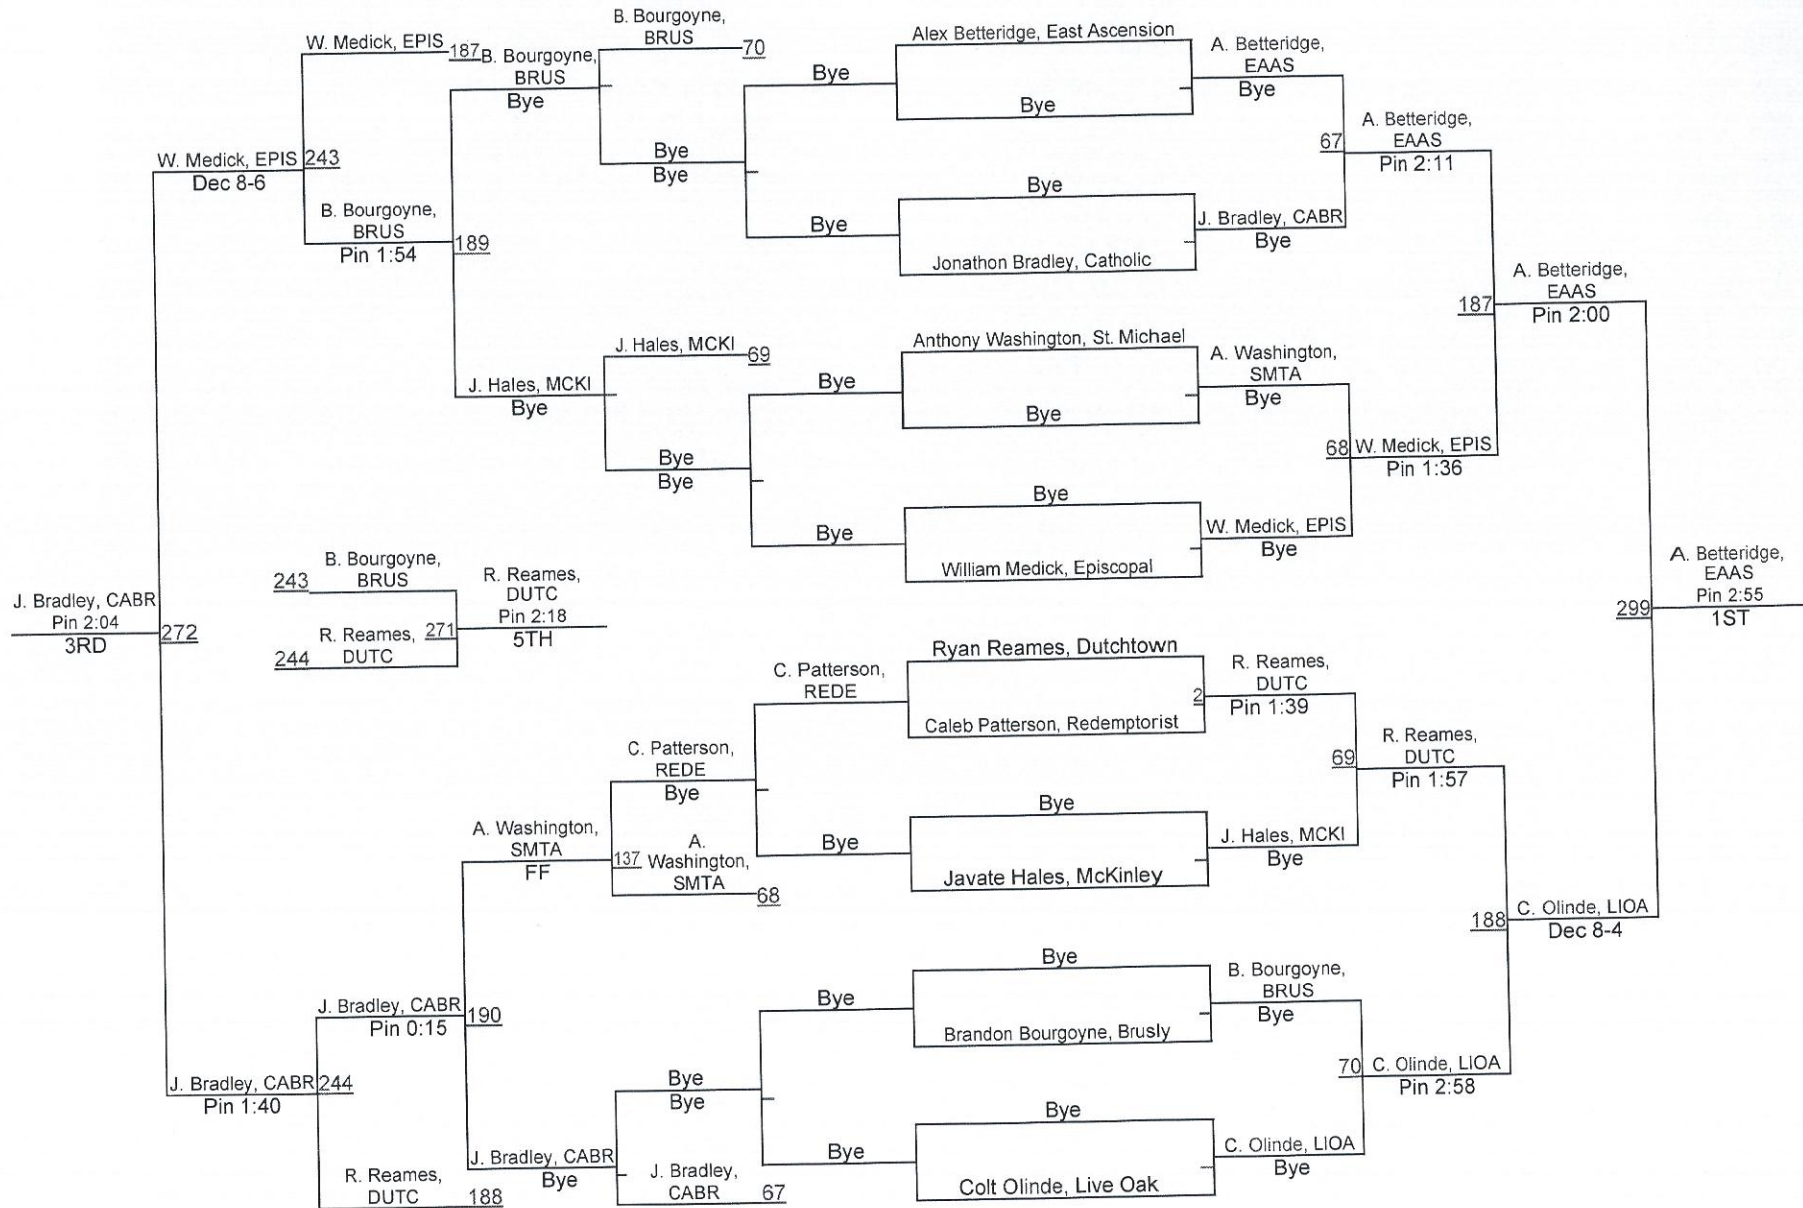 B. Bourgoyne,
BRUS
70
W. Medick, EPIS
187
B. Bourgoyne,
BRUS
Bye
Bye
Bye
W. Medick, EPIS
Dec 8-6
243
B. Bourgoyne,
BRUS
Pin 1:54
189
J. Hales, MCKI
69
J. Hales, MCKI
Bye
Bye
Bye
Bye
Bye
Bye
Bye
Alex Betteridge, East Ascension
Bye
A. Betteridge,
EAAS
Bye
Bye
Jonathon Bradley, Catholic
J. Bradley, CABR
Bye
67
A. Betteridge,
EAAS
Pin 2:11
Anthony Washington, St. Michael
Bye
A. Washington,
SMTA
Bye
Bye
William Medick, Episcopal
W. Medick, EPIS
Bye
68
W. Medick, EPIS
Pin 1:36
187
A. Betteridge,
EAAS
Pin 2:00
J. Bradley, CABR
Pin 2:04
3RD
272
243
B. Bourgoyne,
BRUS
244
R. Reames,
DUTC
271
R. Reames,
DUTC
Pin 2:18
5TH
299
A. Betteridge,
EAAS
Pin 2:55
1ST
C. Patterson,
REDE
Ryan Reames, Dutchtown
2
Caleb Patterson, Redemptorist
R. Reames,
DUTC
Pin 1:39
C. Patterson,
REDE
Bye
Bye
Bye
Javate Hales, McKinley
J. Hales, MCKI
Bye
69
R. Reames,
DUTC
Pin 1:57
A. Washington,
SMTA
FF
137
A.
Washington,
SMTA
68
188
C. Olinde, LIOA
Dec 8-4
J. Bradley, CABR
Pin 0:15
190
Bye
Bye
Brandon Bourgoyne, Brusly
B. Bourgoyne,
BRUS
Bye
J. Bradley, CABR
Pin 1:40
244
Bye
Bye
70
C. Olinde, LIOA
Pin 2:58
Bye
Bye
Colt Olinde, Live Oak
C. Olinde, LIOA
Bye
J. Bradley, CABR
Bye
J. Bradley,
CABR
67
R. Reames,
DUTC
188